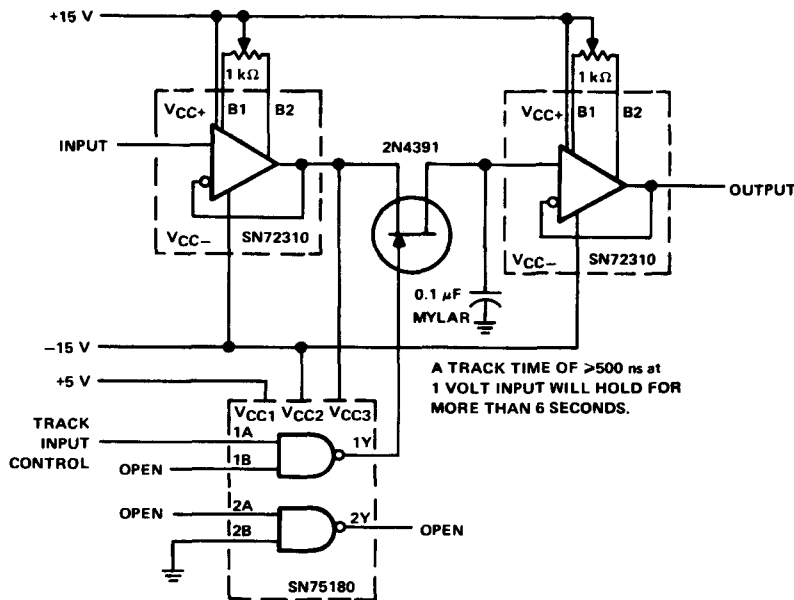 +15 V
1 kΩ
1 kΩ
VCC+ B1 B2
VCC+ B1 B2
INPUT
2N4391
OUTPUT
VCC− SN72310
VCC− SN72310
0.1 µF
MYLAR
−15 V
+5 V
A TRACK TIME OF ≥500 ns at
1 VOLT INPUT WILL HOLD FOR
MORE THAN 6 SECONDS.
VCC1 VCC2 VCC3
TRACK
INPUT
CONTROL
1A
1Y
1B
OPEN
2A
OPEN
2Y
OPEN
2B
SN75180